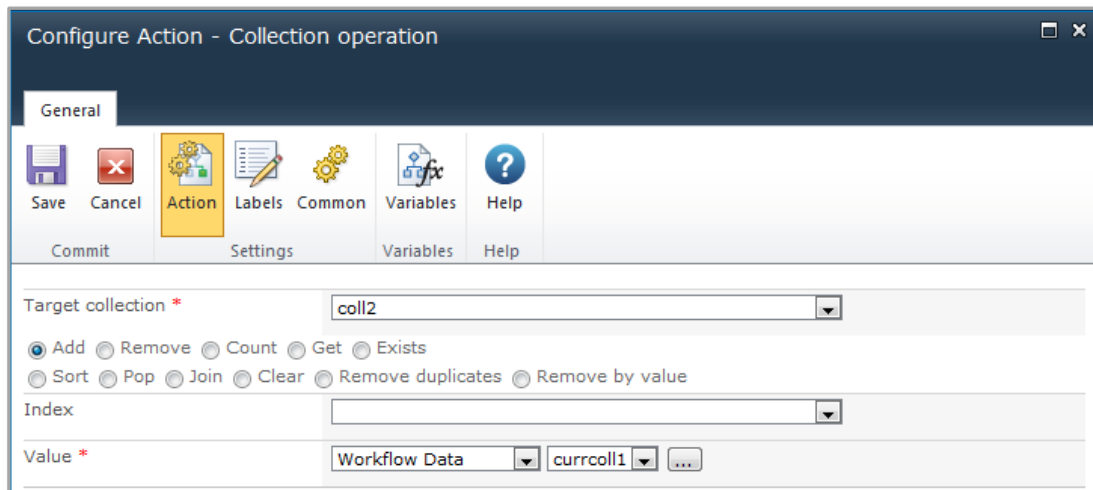 Configure Action - Collection operation
General
Save Cancel Action Labels Common Variables Help
Commit Settings Variables Help
Target collection * coll2
Add Remove Count Get Exists
Sort Pop Join Clear Remove duplicates Remove by value
Index
Value * Workflow Data currcoll1 ...